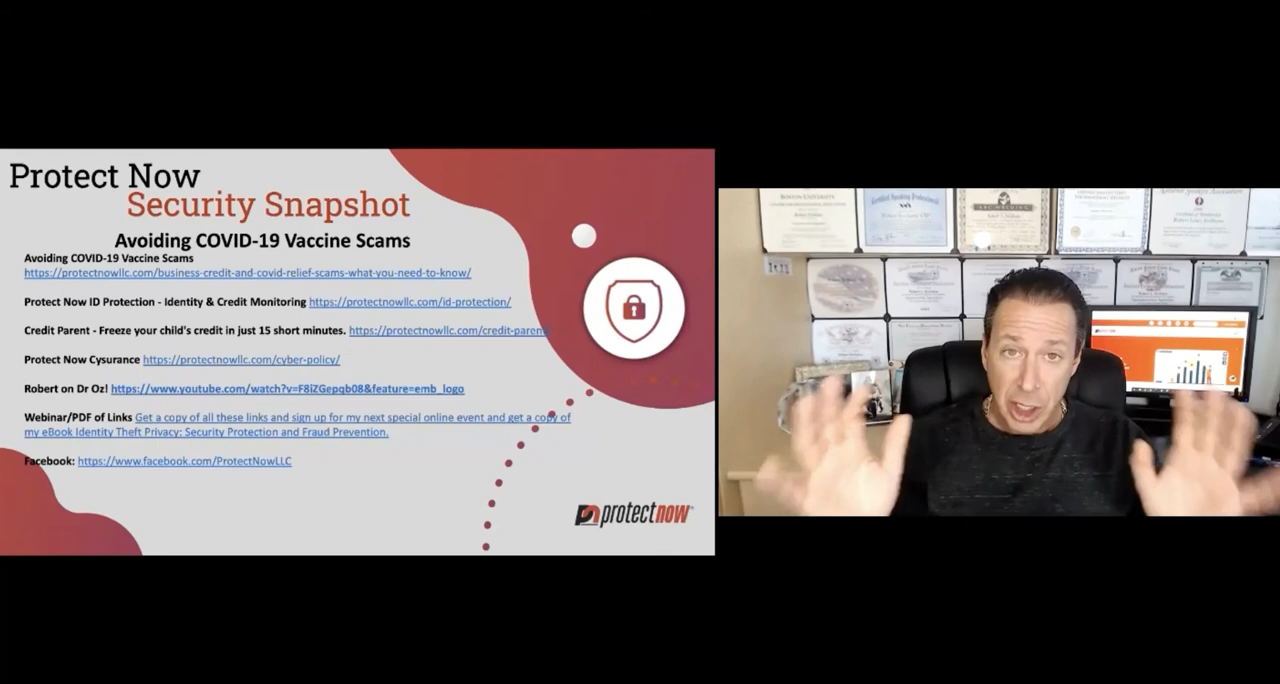 Protect Now
Security Snapshot
Avoiding COVID-19 Vaccine Scams
Avoiding COVID-19 Vaccine Scams
https://protectnowllc.com/business-credit-and-covid-relief-scams-what-you-need-to-know/
Protect Now ID Protection - Identity & Credit Monitoring https://protectnowllc.com/id-protection/
Credit Parent - Freeze your child's credit in just 15 short minutes. https://protectnowllc.com/credit-parent/
Protect Now Cysurance https://protectnowllc.com/cyber-policy/
Robert on Dr Oz! https://www.youtube.com/watch?v=F8iZGepqb08&feature=emb_logo
Webinar/PDF of Links Get a copy of all these links and sign up for my next special online event and get a copy of
my eBook Identity Theft Privacy: Security Protection and Fraud Prevention.
Facebook: https://www.facebook.com/ProtectNowLLC
protectnow
BOSTON UNIVERSITY
Certified Speaking Professional